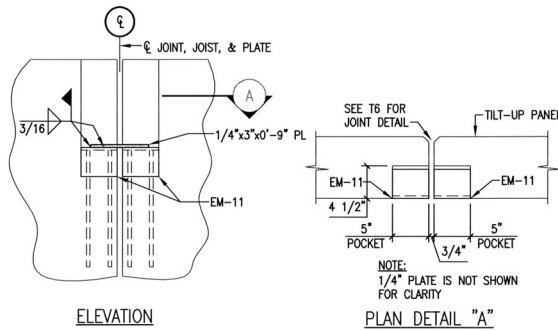 ℄
℄ JOINT, JOIST, & PLATE
A
3/16
1/4"x3"x0'-9" PL
EM-11
ELEVATION
SEE T6 FOR
JOINT DETAIL
TILT-UP PANEL
EM-11
EM-11
4 1/2"
5"
POCKET
3/4"
5"
POCKET
NOTE:
1/4" PLATE IS NOT SHOWN
FOR CLARITY
PLAN DETAIL "A"